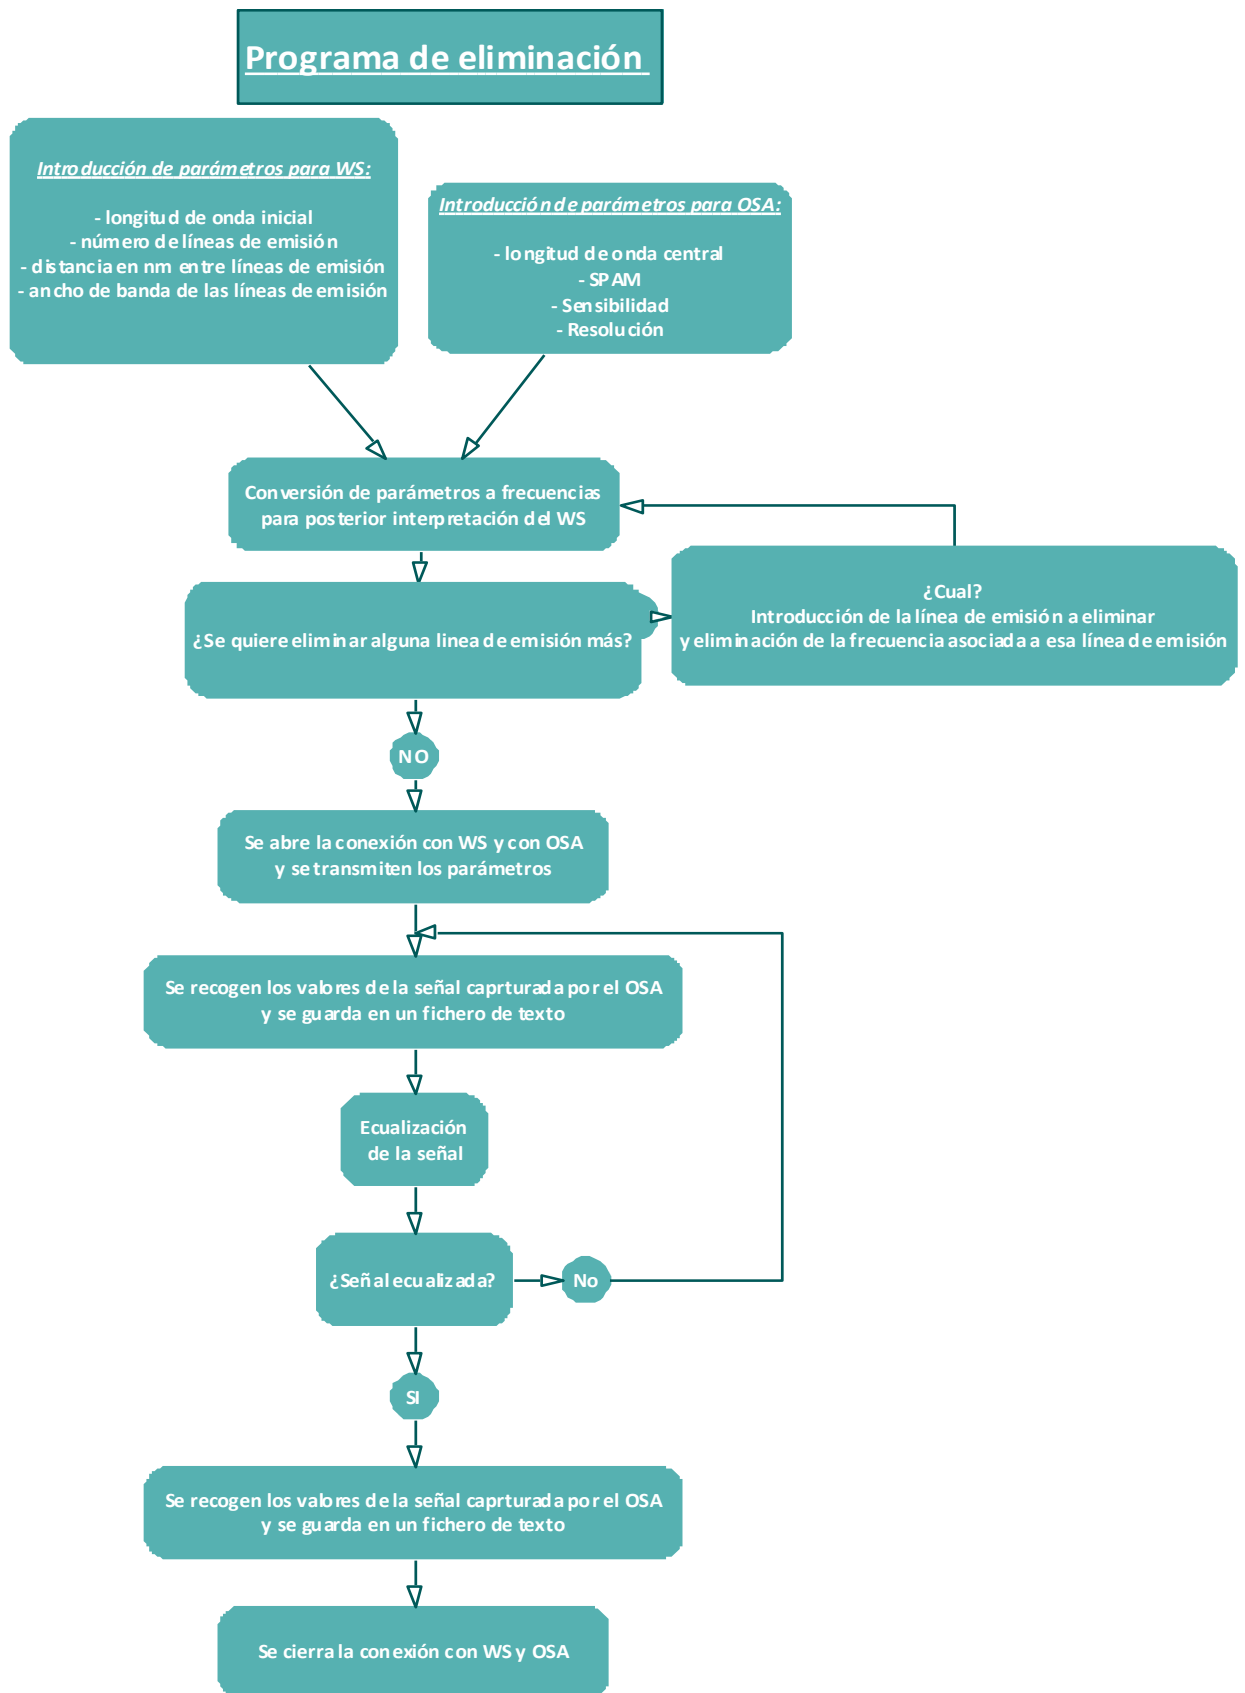 Programa de eliminación
Introducción de parámetros para WS:
- longitud de onda inicial
- número de líneas de emisión
- distancia en nm entre líneas de emisión
- ancho de banda de las líneas de emisión
Introducción de parámetros para OSA:
- longitud de onda central
- SPAM
- Sensibilidad
- Resolución
Conversión de parámetros a frecuencias
para posterior interpretación del WS
¿Se quiere eliminar alguna linea de emisión más?
¿Cual?
Introducción de la línea de emisión a eliminar
y eliminación de la frecuencia asociada a esa línea de emisión
NO
Se abre la conexión con WS y con OSA
y se transmiten los parámetros
Se recogen los valores de la señal caprturada por el OSA
y se guarda en un fichero de texto
Ecualización
de la señal
¿Señal ecualizada?
No
SI
Se recogen los valores de la señal caprturada por el OSA
y se guarda en un fichero de texto
Se cierra la conexión con WS y OSA